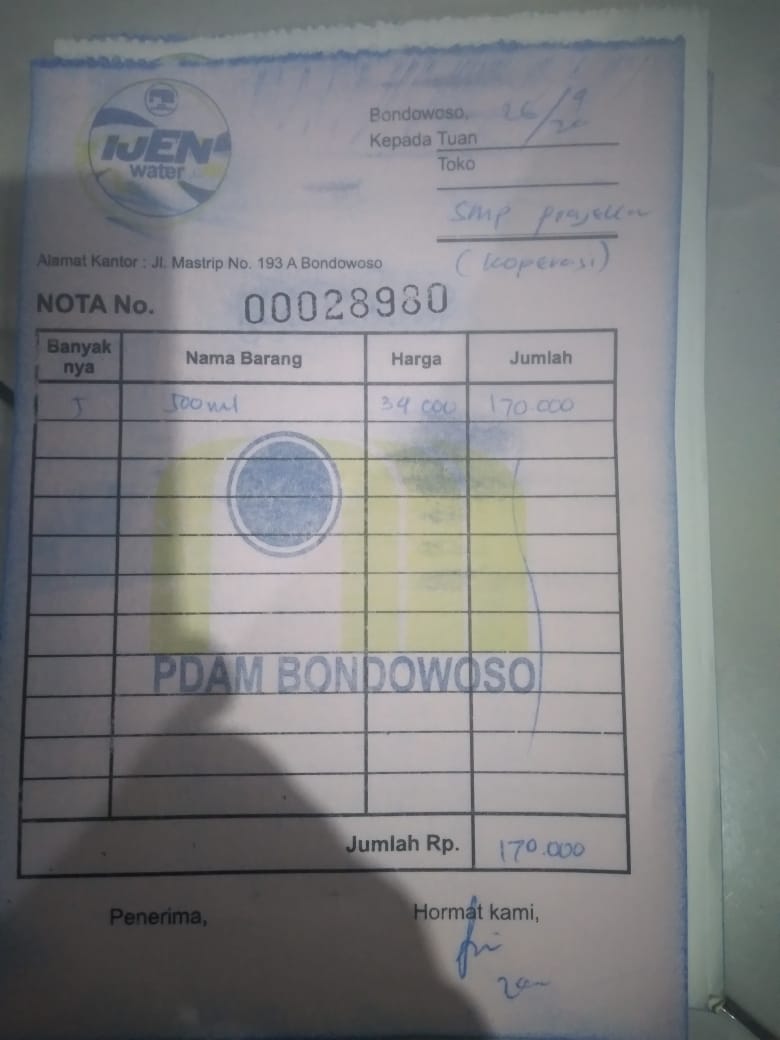 IJEN
water
Bondowoso, 26/9
Kepada Tuan
Toko
SMP Prajekan
(Koperasi)
Alamat Kantor : Jl. Mastrip No. 193 A Bondowoso
NOTA No. 00028980
Banyak nya Nama Barang Harga Jumlah
5 500 ml 34 000 170.000
PDAM BONDOWOSO
Jumlah Rp. 170.000
Penerima, Hormat kami,